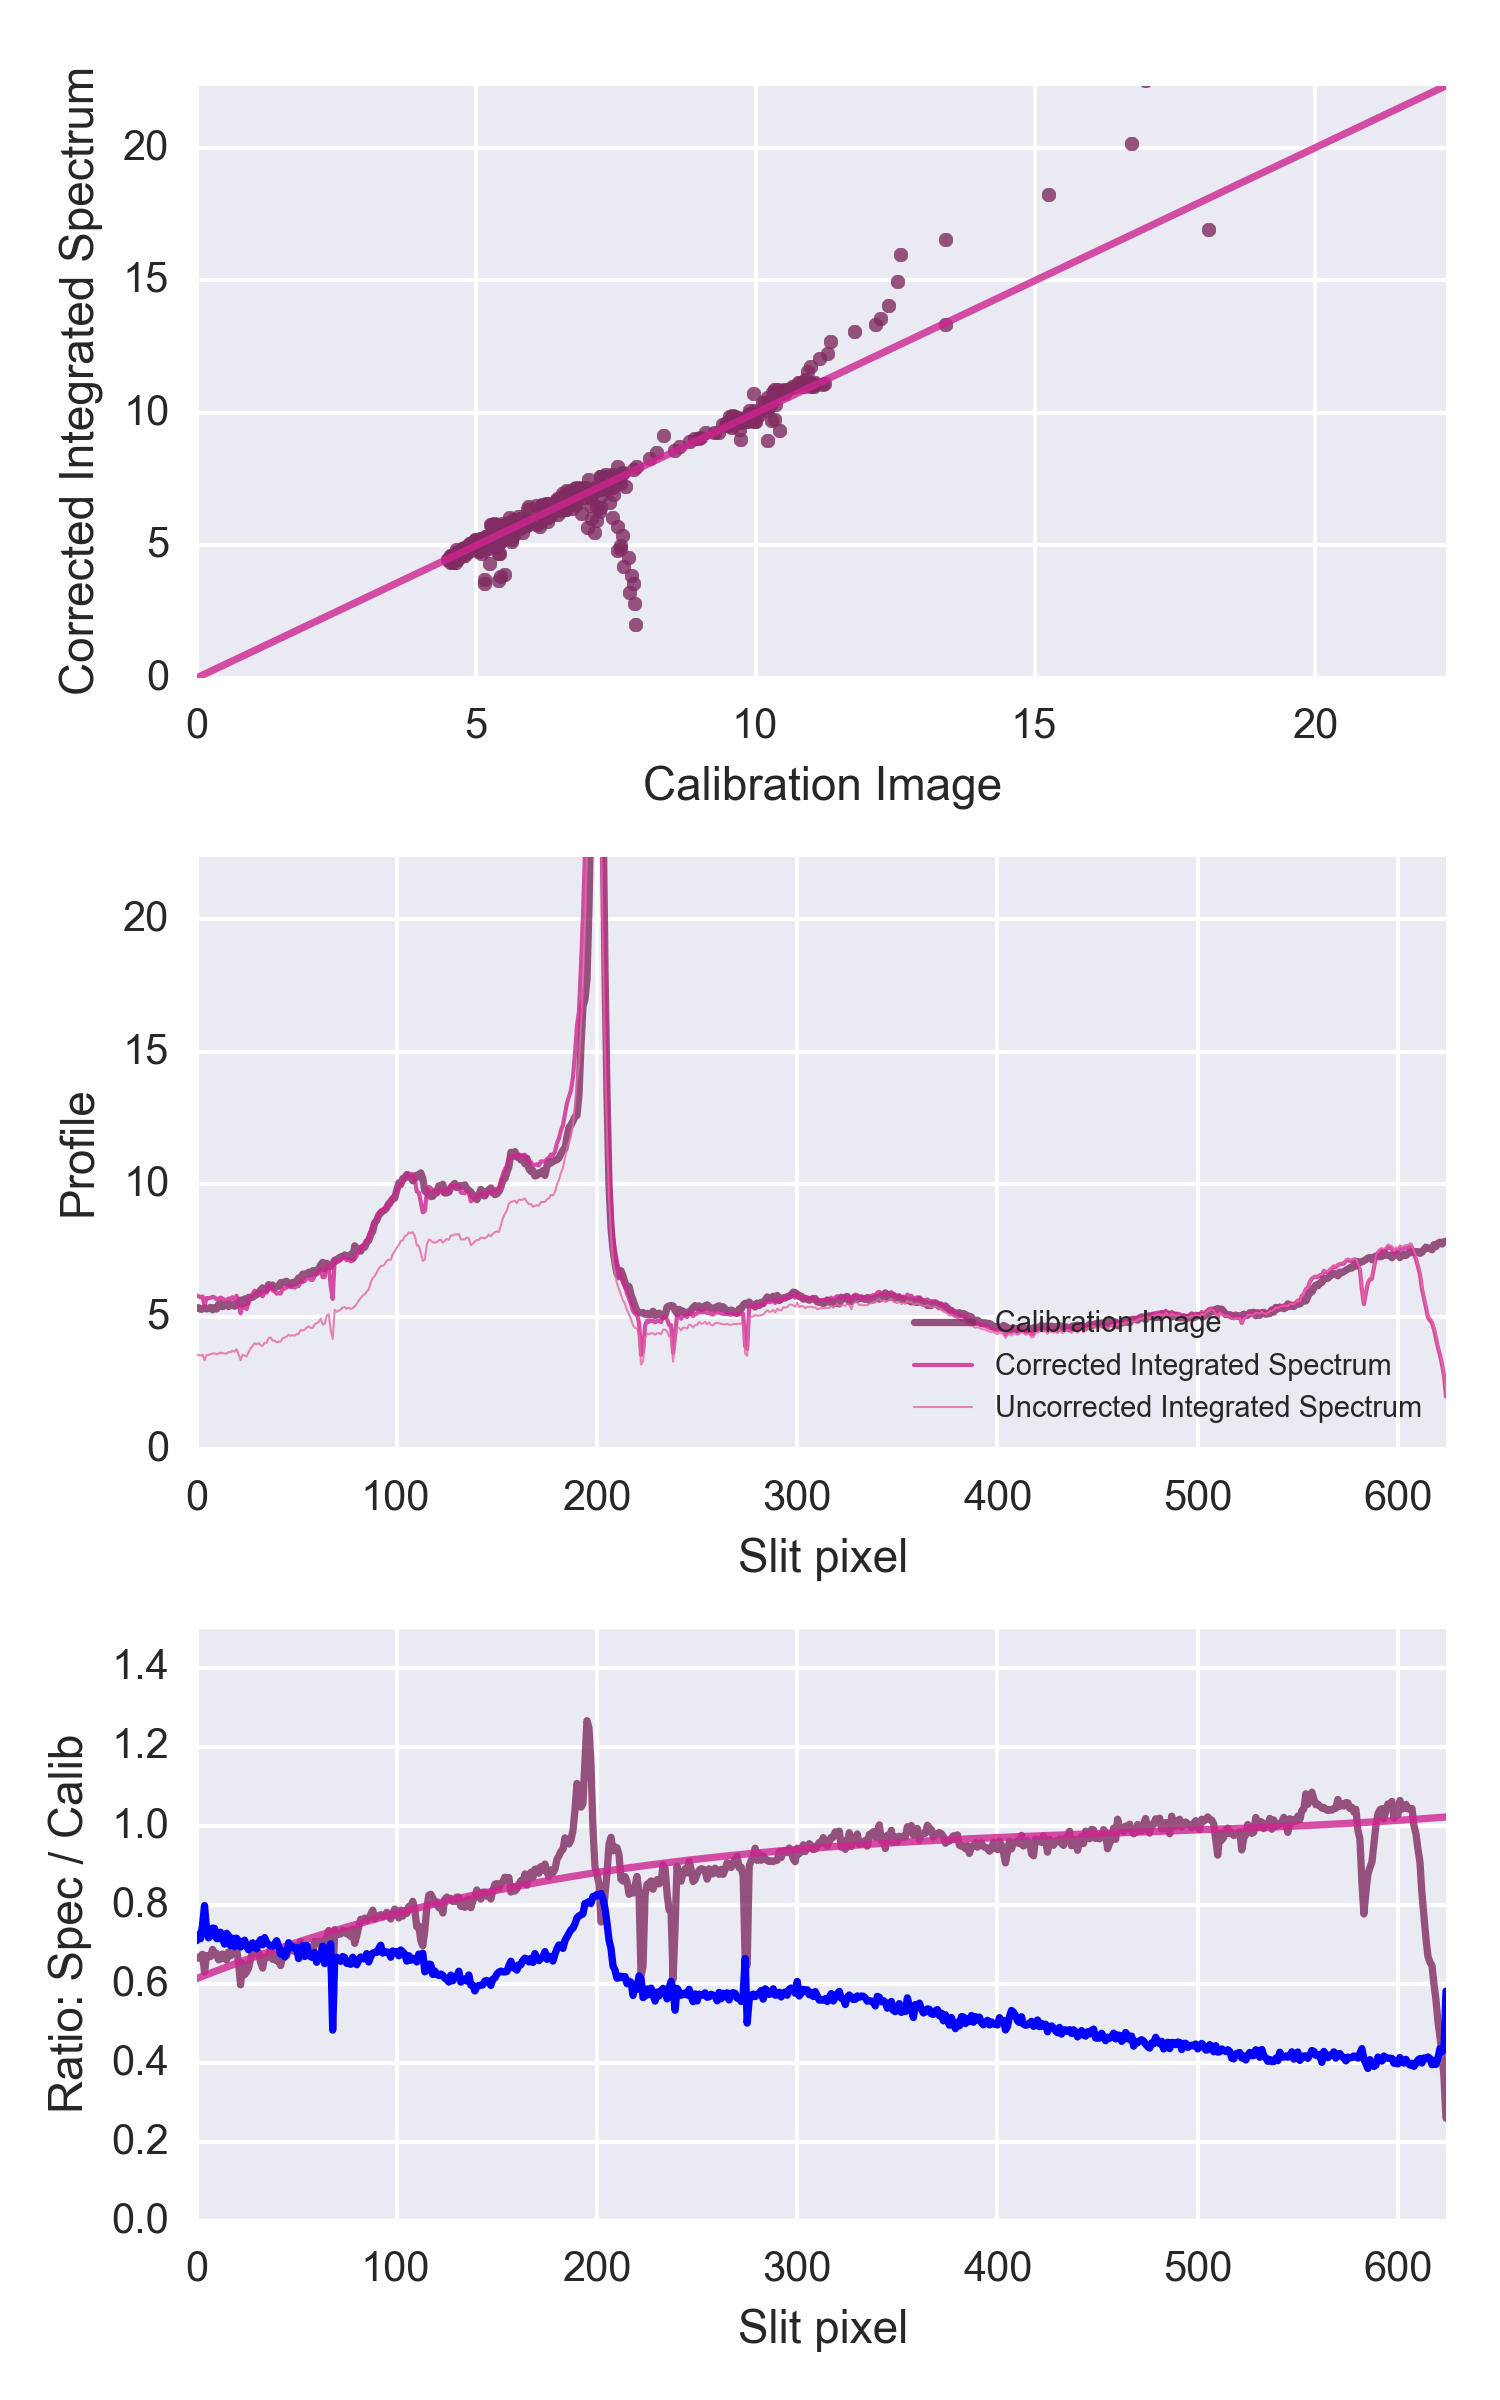 Corrected Integrated Spectrum
20
15
10
5
0
0 5 10 15 20
Calibration Image
Profile
20
15
10
5
0
Calibration Image
Corrected Integrated Spectrum
Uncorrected Integrated Spectrum
0 100 200 300 400 500 600
Slit pixel
Ratio: Spec / Calib
1.4
1.2
1.0
0.8
0.6
0.4
0.2
0.0
0 100 200 300 400 500 600
Slit pixel